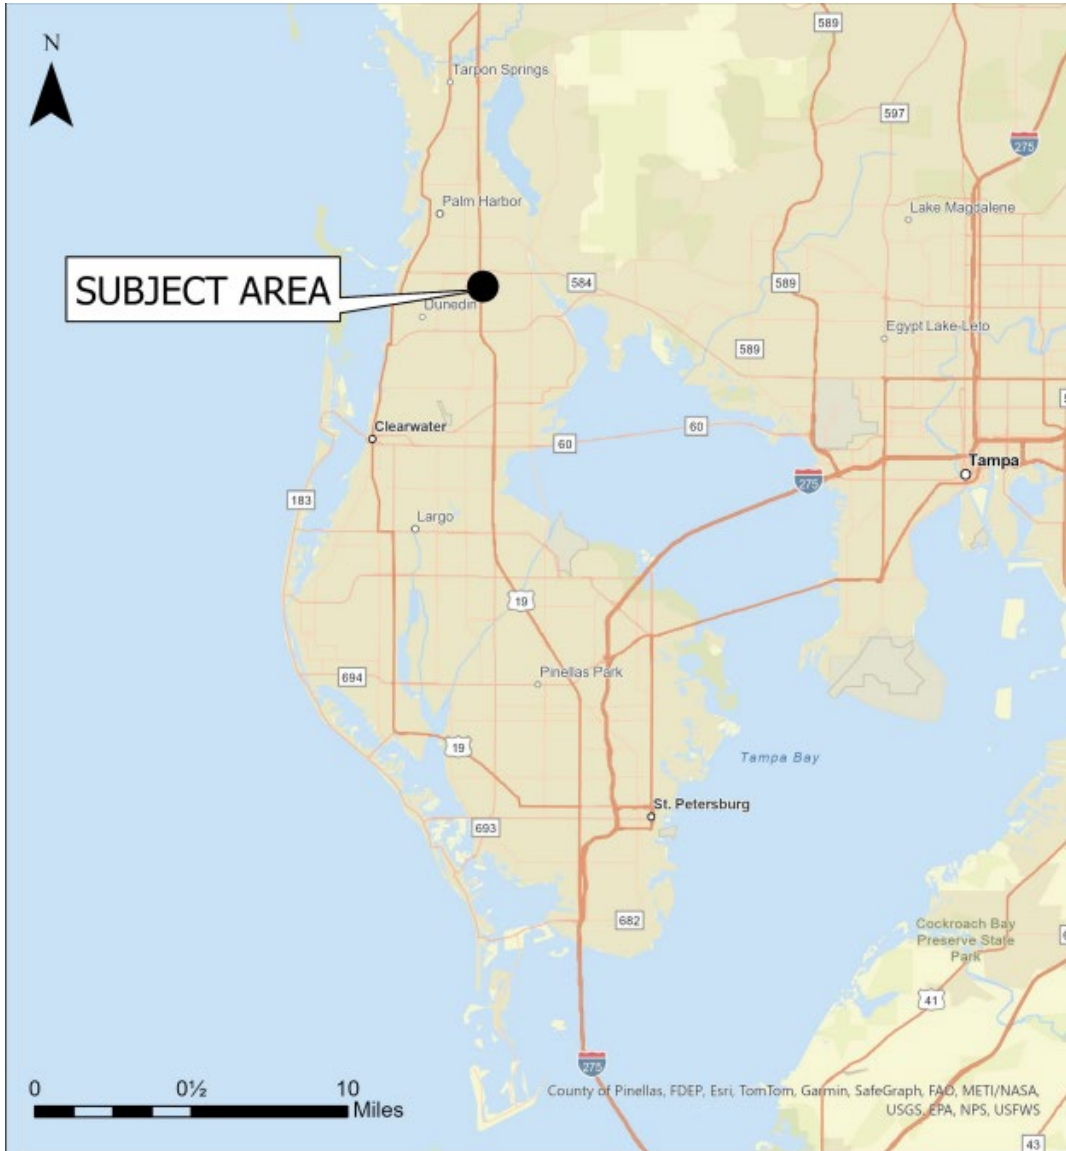 589
N
Tarpon Springs
597
275
Palm Harbor
Lake Magdalene
SUBJECT AREA
584
589
Dunedin
Egypt Lake-Leto
589
Clearwater
60
60
Tampa
275
183
Largo
19
Pinellas Park
694
19
Tampa Bay
St. Petersburg
693
682
Cockroach Bay
Preserve State
Park
41
275
0
0½
10
Miles
County of Pinellas, FDEP, Esri, TomTom, Garmin, SafeGraph, FAO, METI/NASA,
USGS, EPA, NPS, USFWS
43